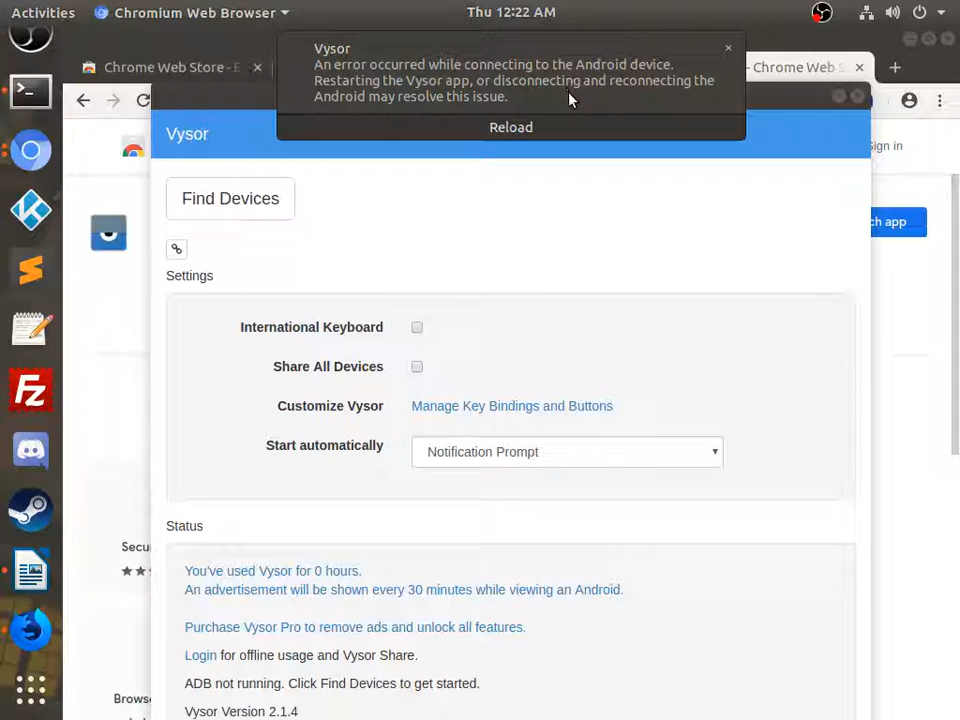 Activities
Chromium Web Browser
Thu 12:22 AM
Chrome Web Store - E
Chrome Web S
Vysor
An error occurred while connecting to the Android device.
Restarting the Vysor app, or disconnecting and reconnecting the
Android may resolve this issue.
Reload
Vysor
Sign in
Find Devices
ch app
Settings
International Keyboard
Share All Devices
Customize Vysor
Manage Key Bindings and Buttons
Start automatically
Notification Prompt
Status
Secu
You've used Vysor for 0 hours.
An advertisement will be shown every 30 minutes while viewing an Android.
Purchase Vysor Pro to remove ads and unlock all features.
Login for offline usage and Vysor Share.
ADB not running. Click Find Devices to get started.
Brows
Vysor Version 2.1.4